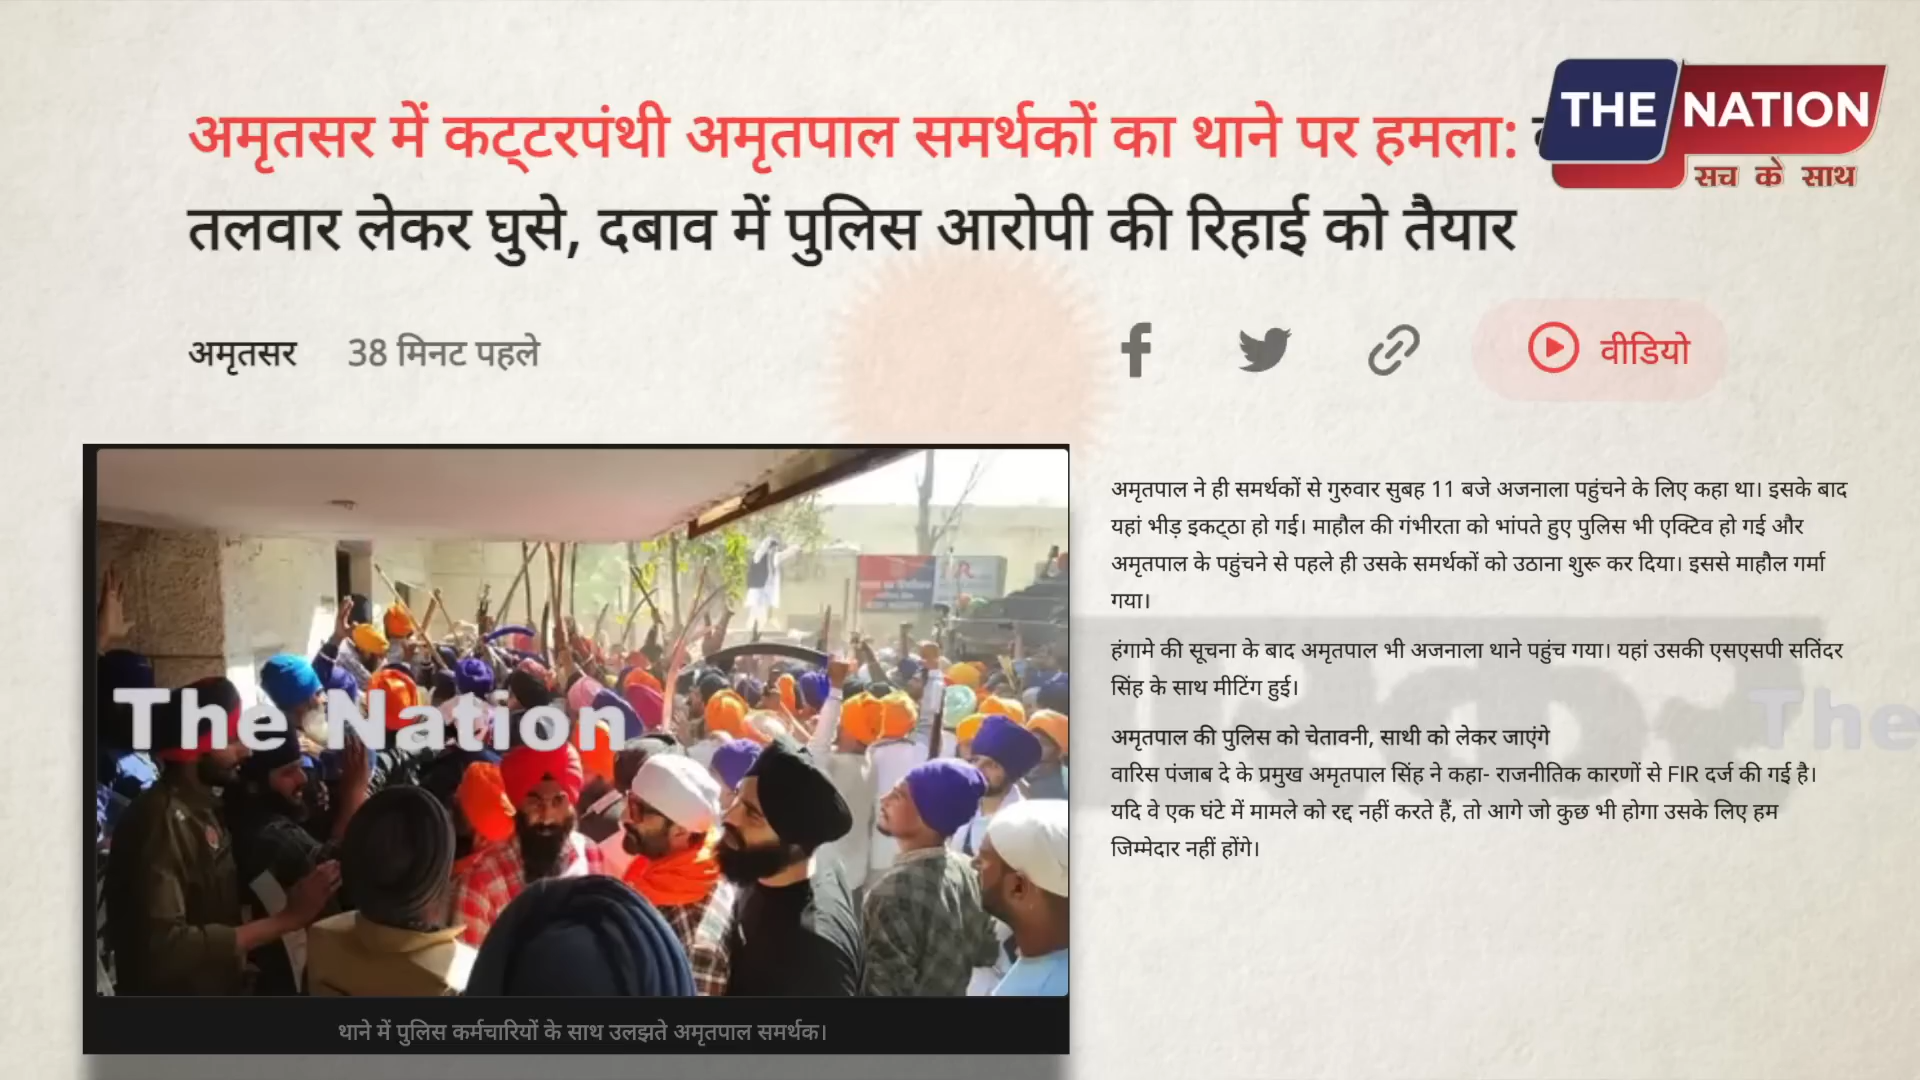 अमृतसर में कट्टरपंथी अमृतपाल समर्थकों का थाने पर हमला:
THE NATION
सच के साथ
तलवार लेकर घुसे, दबाव में पुलिस आरोपी की रिहाई को तैयार
अमृतसर 38 मिनट पहले
वीडियो
The Nation
थाने में पुलिस कर्मचारियों के साथ उलझते अमृतपाल समर्थक।
अमृतपाल ने ही समर्थकों से गुरुवार सुबह 11 बजे अजनाला पहुंचने के लिए कहा था। इसके बाद
यहां भीड़ इकट्ठा हो गई। माहौल की गंभीरता को भांपते हुए पुलिस भी एक्टिव हो गई और
अमृतपाल के पहुंचने से पहले ही उसके समर्थकों को उठाना शुरू कर दिया। इससे माहौल गर्मा
गया।
हंगामे की सूचना के बाद अमृतपाल भी अजनाला थाने पहुंच गया। यहां उसकी एसएसपी सतिंदर
सिंह के साथ मीटिंग हुई।
अमृतपाल की पुलिस को चेतावनी, साथी को लेकर जाएंगे
वारिस पंजाब दे के प्रमुख अमृतपाल सिंह ने कहा- राजनीतिक कारणों से FIR दर्ज की गई है।
यदि वे एक घंटे में मामले को रद्द नहीं करते हैं, तो आगे जो कुछ भी होगा उसके लिए हम
जिम्मेदार नहीं होंगे।
The